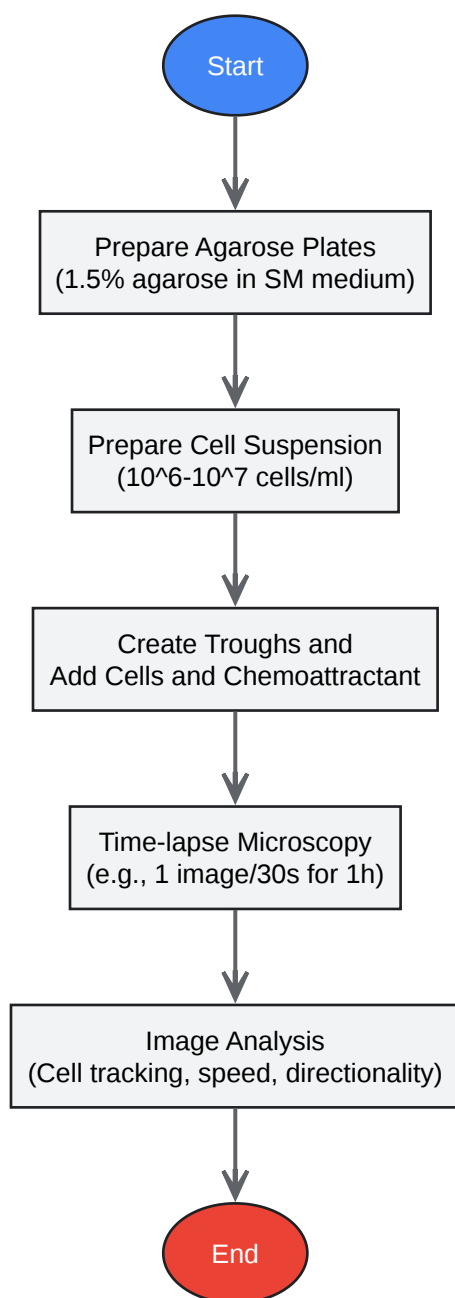 Start
Prepare Agarose Plates
(1.5% agarose in SM medium)
Prepare Cell Suspension
(10^6-10^7 cells/ml)
Create Troughs and
Add Cells and Chemoattractant
Time-lapse Microscopy
(e.g., 1 image/30s for 1h)
Image Analysis
(Cell tracking, speed, directionality)
End